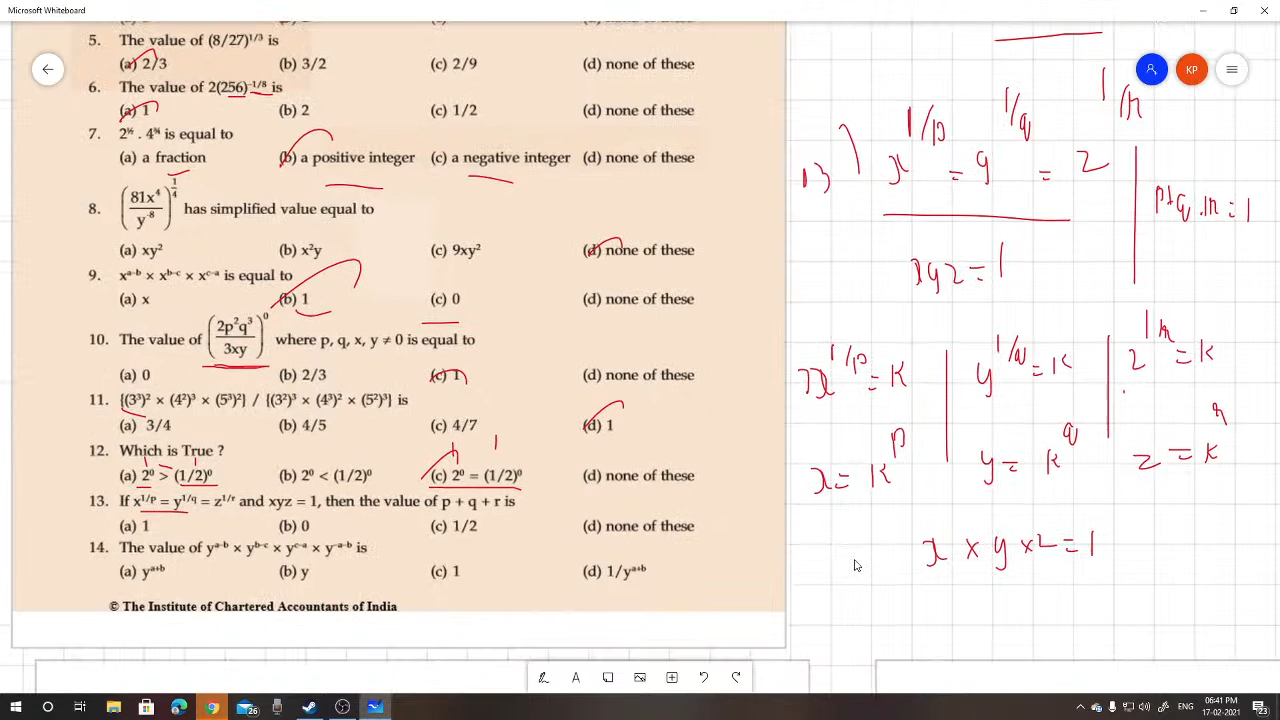 Microsoft Whiteboard
5. The value of (8/27)^1/3 is
(a) 2/3 (b) 3/2 (c) 2/9 (d) none of these
6. The value of 2(256)^–1/8 is
(a) 1 (b) 2 (c) 1/2 (d) none of these
7. 2^½ . 4^¾ is equal to
(a) a fraction (b) a positive integer (c) a negative integer (d) none of these
8. (81x^4 / y^-8)^1/4 has simplified value equal to
(a) xy² (b) x²y (c) 9xy² (d) none of these
9. x^a–b × x^b–c × x^c–a is equal to
(a) x (b) 1 (c) 0 (d) none of these
10. The value of (2p²q³ / 3xy)^0 where p, q, x, y ≠ 0 is equal to
(a) 0 (b) 2/3 (c) 1 (d) none of these
11. {(3³)² × (4²)³ × (5³)²} / {(3²)³ × (4³)² × (5²)³} is
(a) 3/4 (b) 4/5 (c) 4/7 (d) 1
12. Which is True ?
(a) 2⁰ > (1/2)⁰ (b) 2⁰ < (1/2)⁰ (c) 2⁰ = (1/2)⁰ (d) none of these
13. If x^1/p = y^1/q = z^1/r and xyz = 1, then the value of p + q + r is
(a) 1 (b) 0 (c) 1/2 (d) none of these
14. The value of y^a–b × y^b–c × y^c–a × y^–a–b is
(a) y^a+b (b) y (c) 1 (d) 1/y^a+b
© The Institute of Chartered Accountants of India
KP
13) x^1/p = y^1/q = z^1/r
xyz = 1
x^1/p = K
y^1/q = K
z^1/r = K
x = K^p
y = K^q
z = K^r
x × y × z = 1
26
06:41 PM
17-02-2021
23